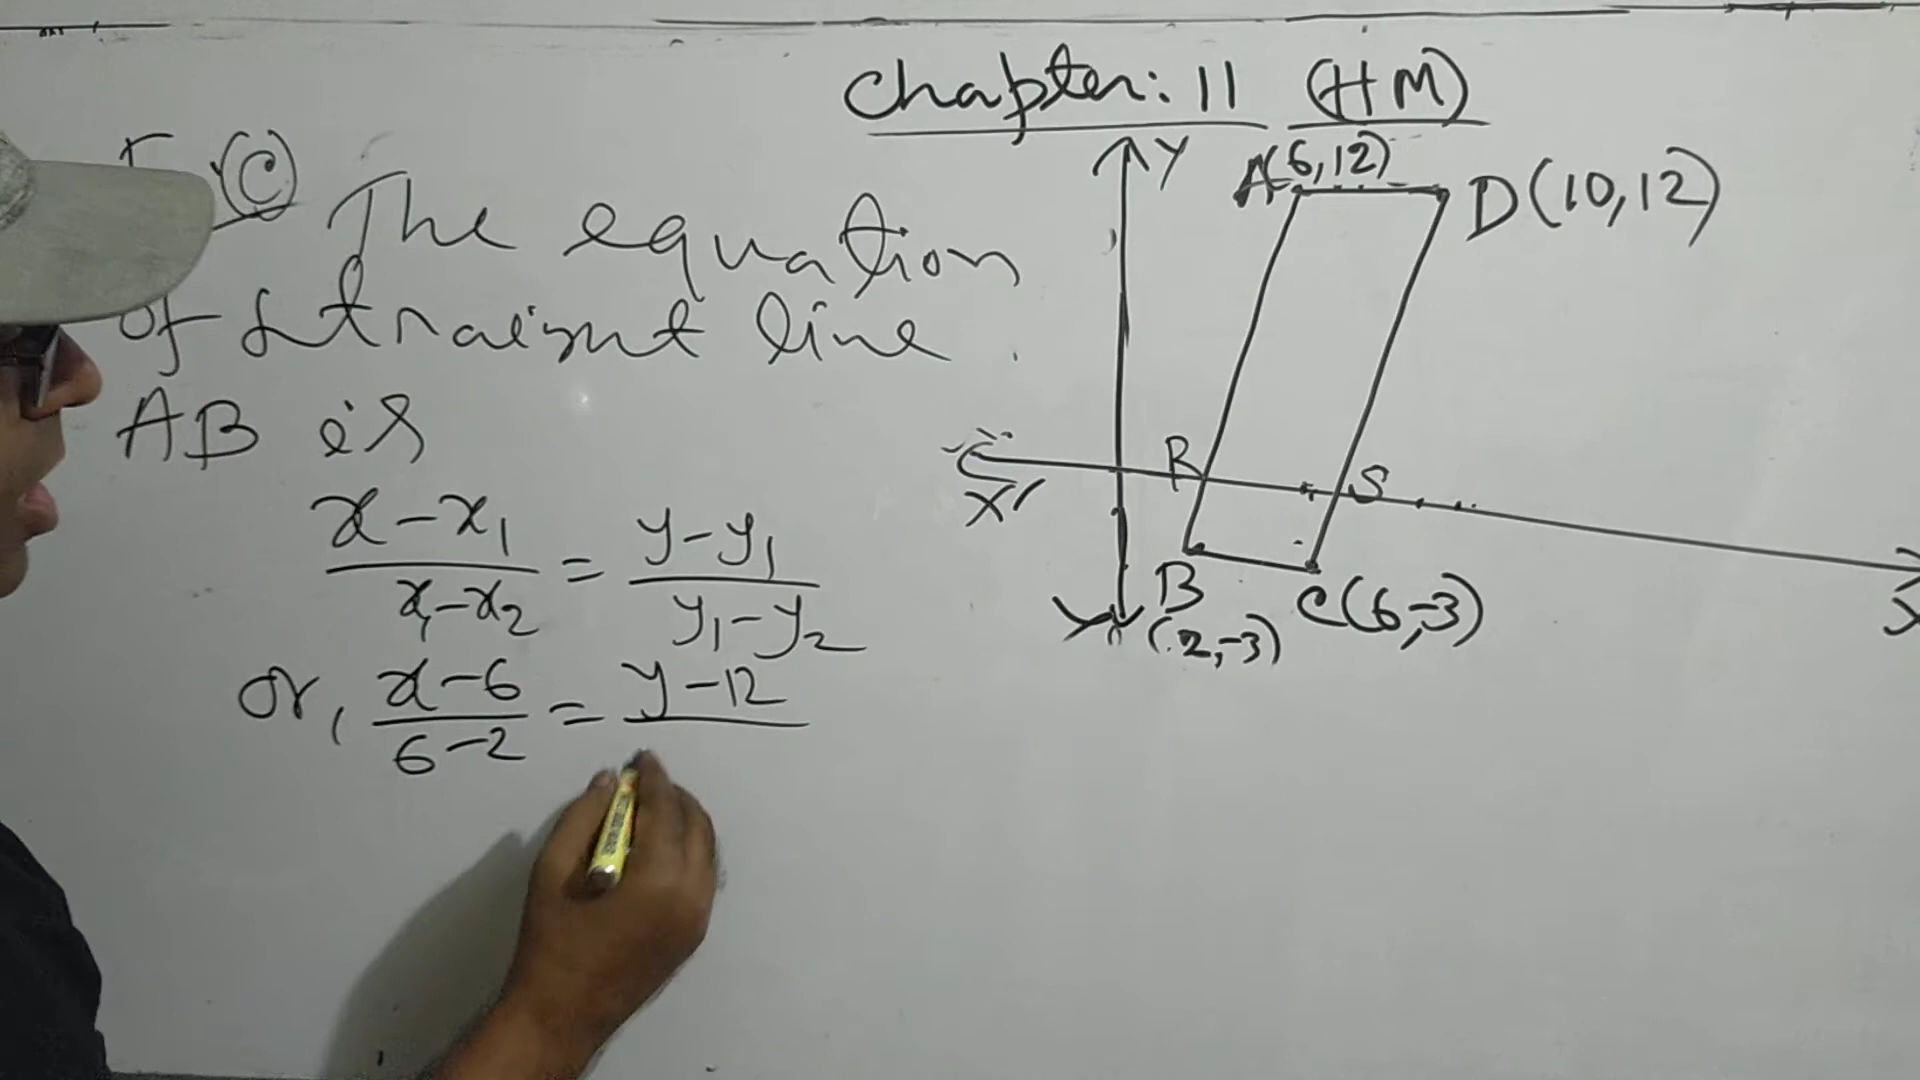 Chapter: 11 (HM)
(C) The equation
of straight line
AB is
x-x₁/x₁-x₂ = y-y₁/y₁-y₂
or, x-6/6-2 = y-12
Y
A(6,12)
D(10,12)
R
S
X'
B
(2,-3)
C(6,-3)